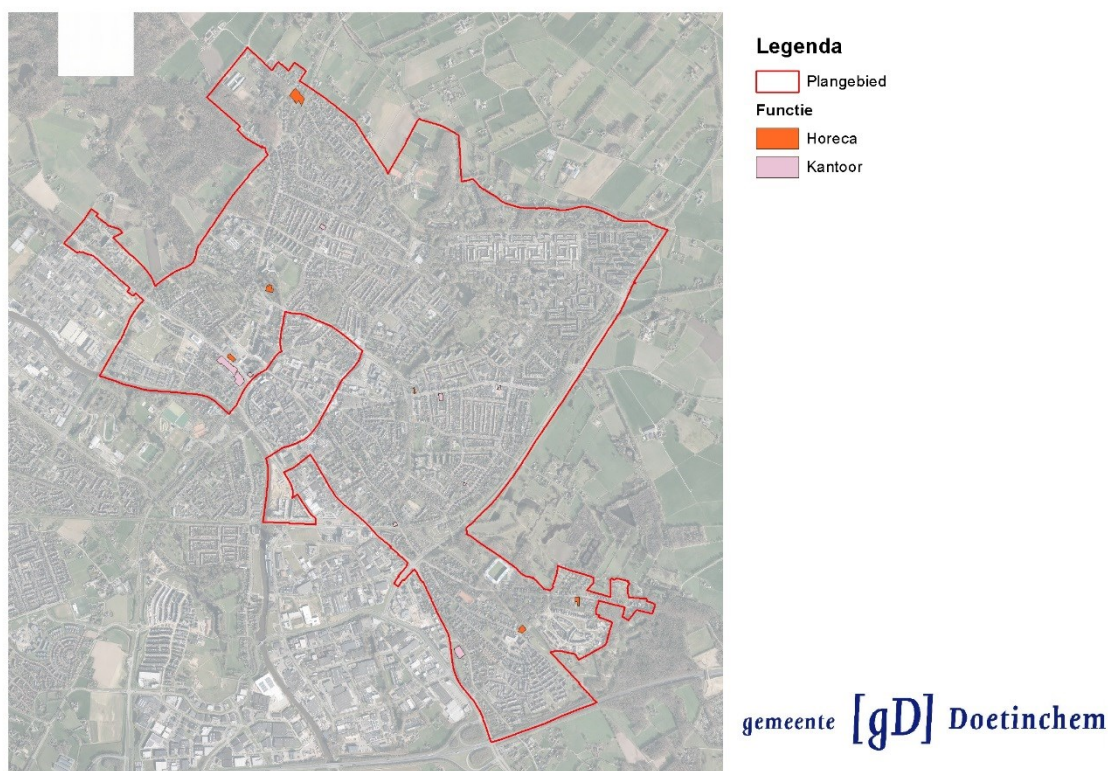 Legenda
Plangebied
Functie
Horeca
Kantoor
gemeente [gD] Doetinchem